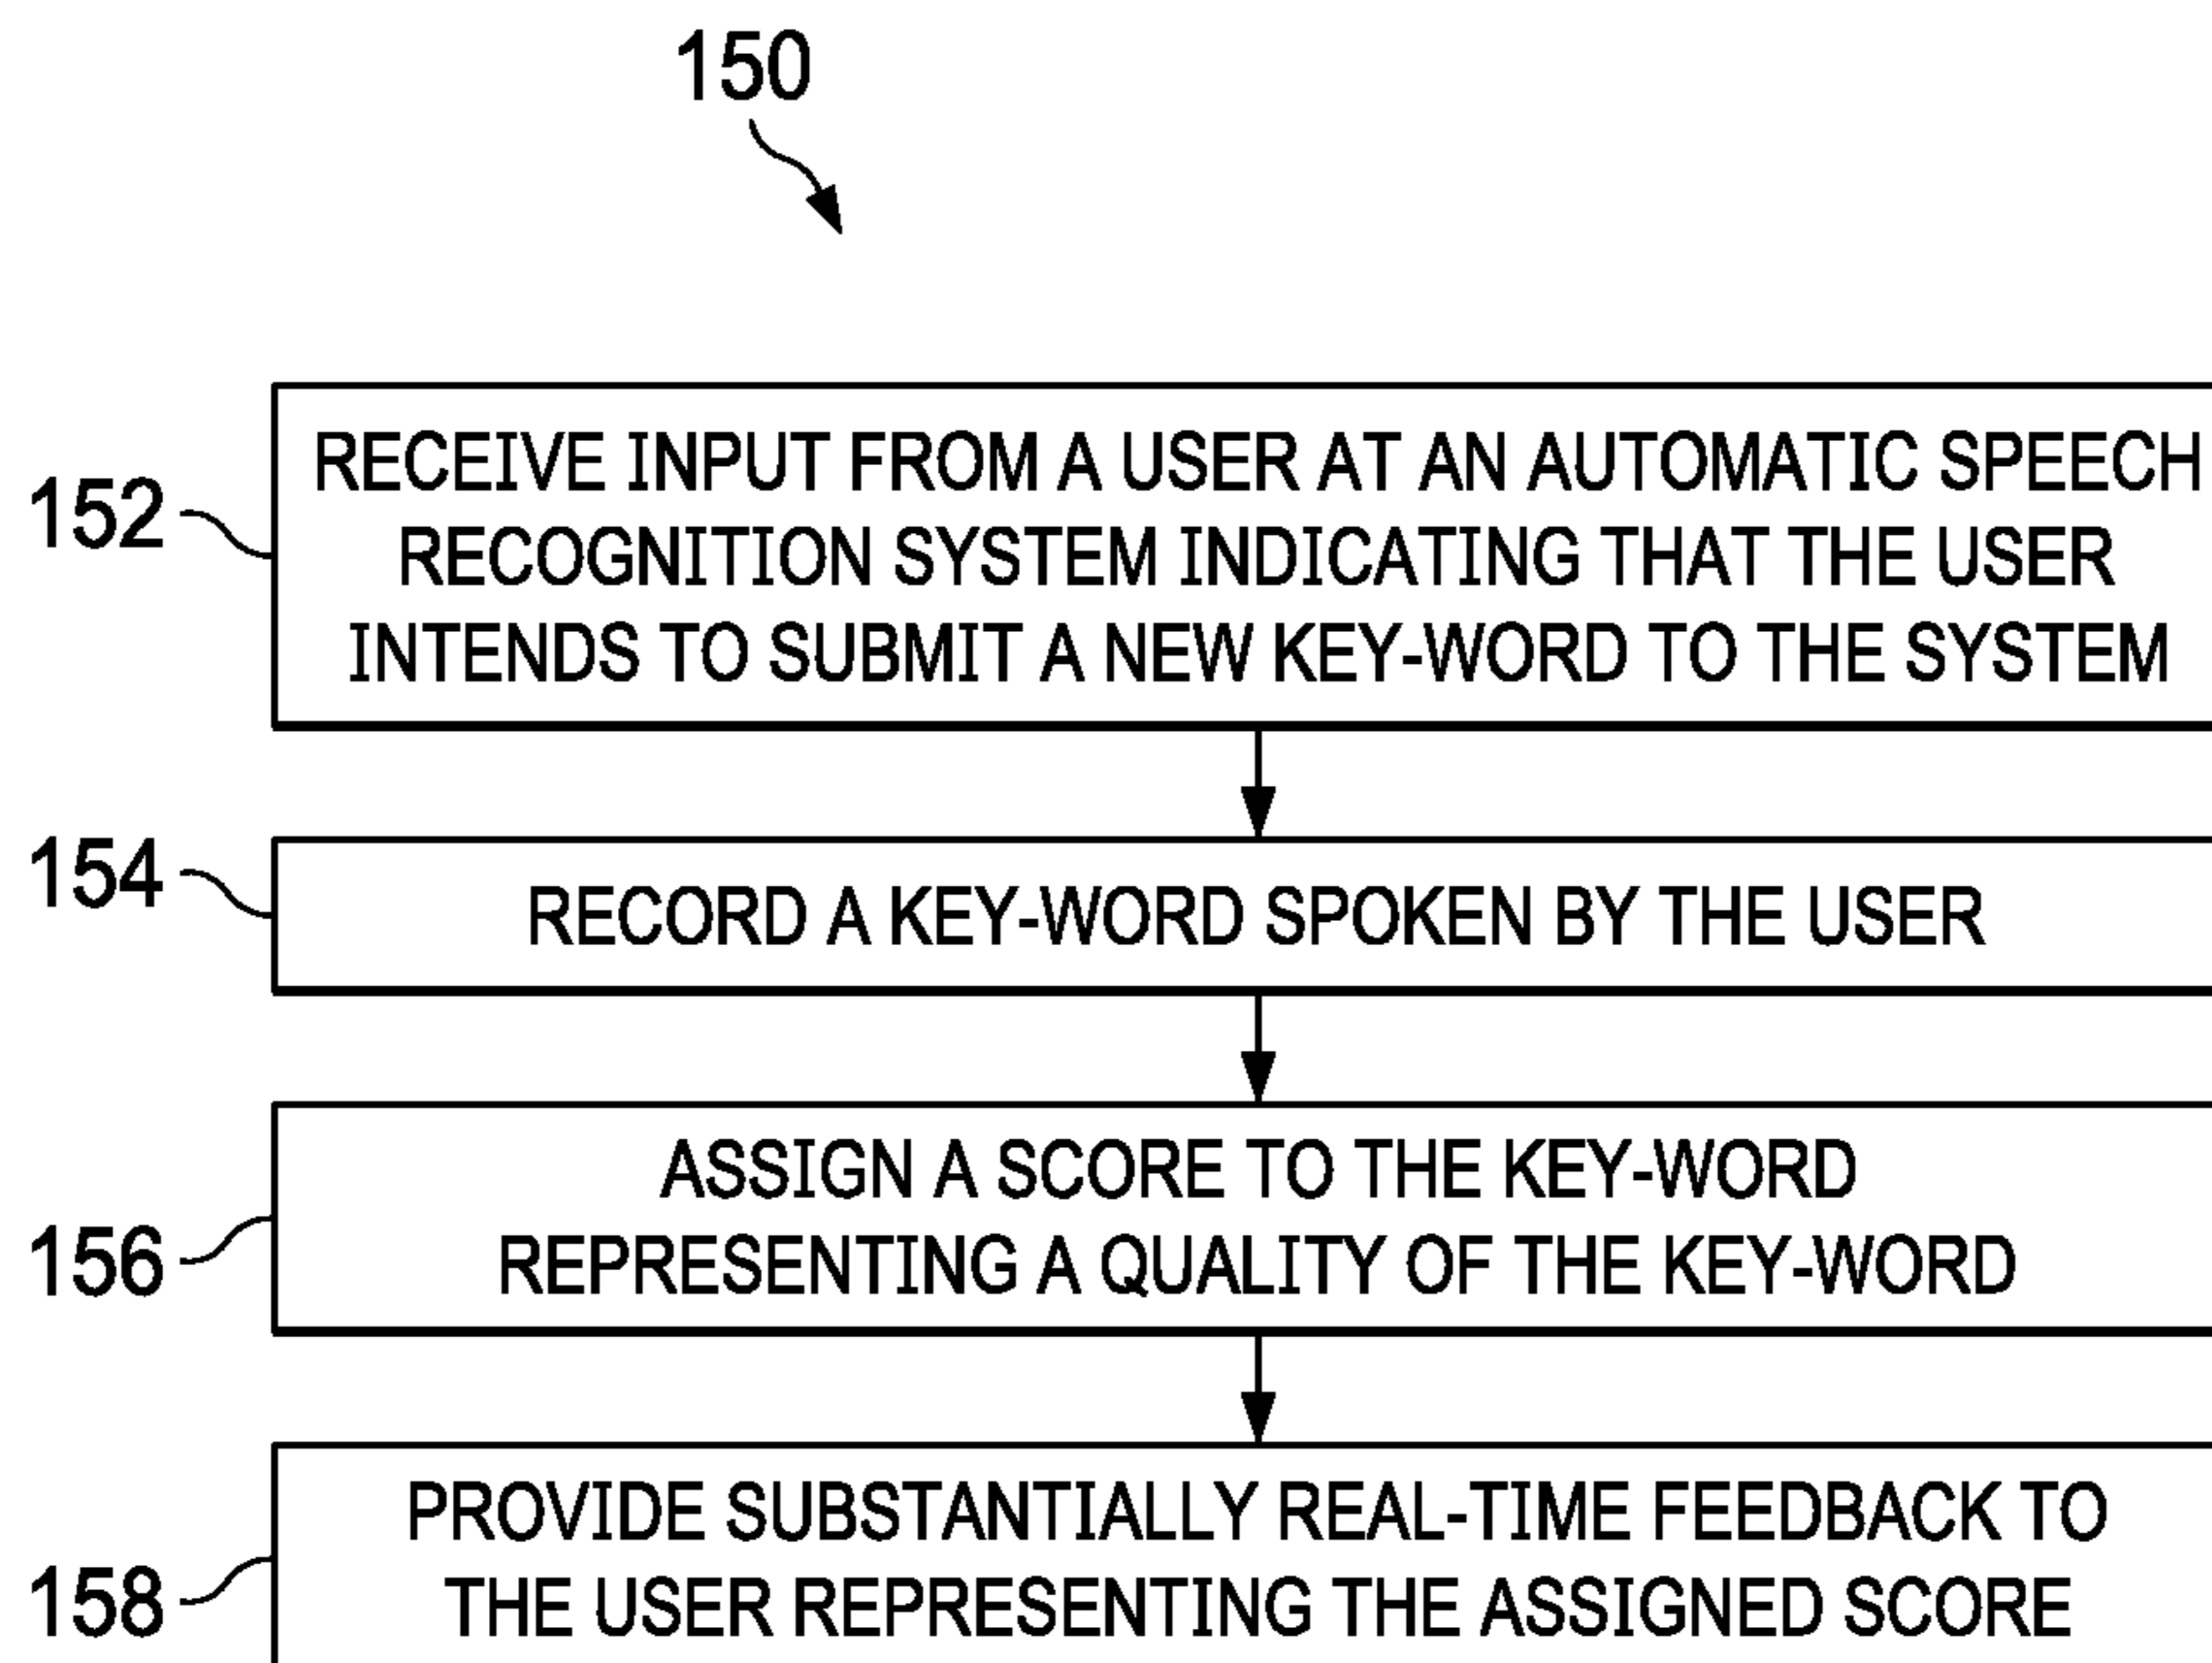 150
152
RECEIVE INPUT FROM A USER AT AN AUTOMATIC SPEECH
RECOGNITION SYSTEM INDICATING THAT THE USER
INTENDS TO SUBMIT A NEW KEY-WORD TO THE SYSTEM
154
RECORD A KEY-WORD SPOKEN BY THE USER
156
ASSIGN A SCORE TO THE KEY-WORD
REPRESENTING A QUALITY OF THE KEY-WORD
158
PROVIDE SUBSTANTIALLY REAL-TIME FEEDBACK TO
THE USER REPRESENTING THE ASSIGNED SCORE